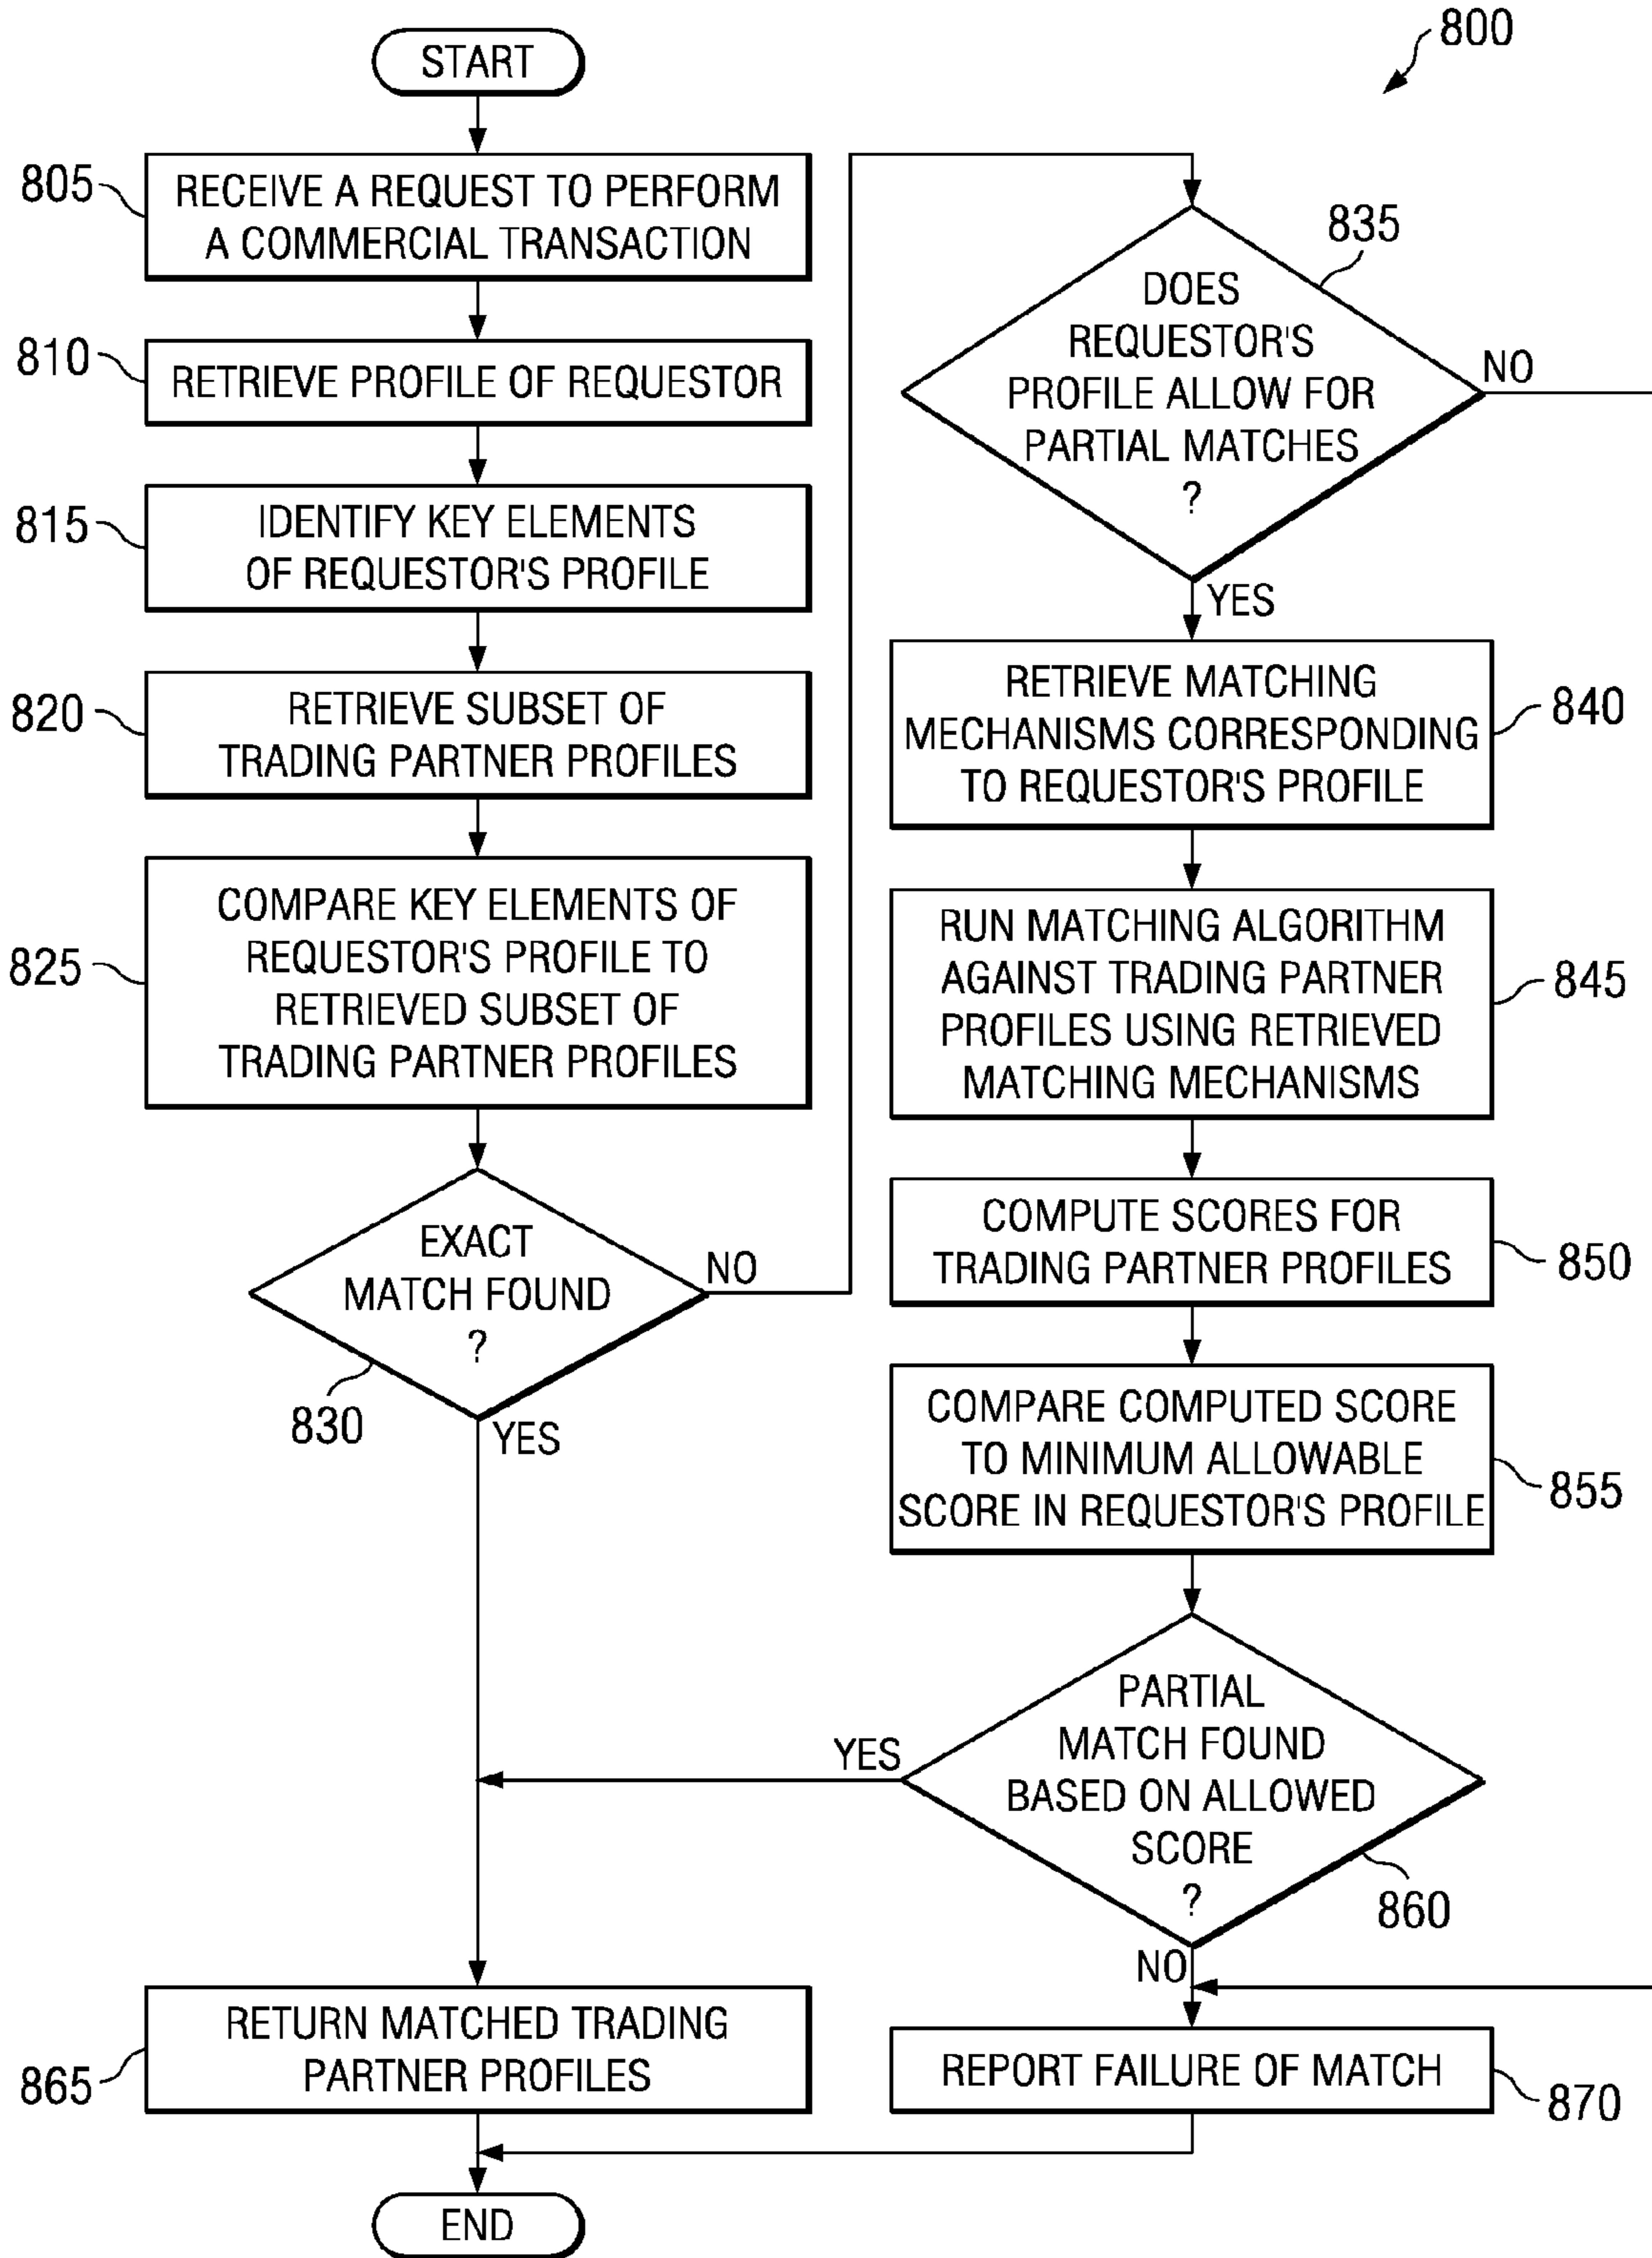 800
START
805
RECEIVE A REQUEST TO PERFORM
A COMMERCIAL TRANSACTION
810
RETRIEVE PROFILE OF REQUESTOR
815
IDENTIFY KEY ELEMENTS
OF REQUESTOR'S PROFILE
820
RETRIEVE SUBSET OF
TRADING PARTNER PROFILES
825
COMPARE KEY ELEMENTS OF
REQUESTOR'S PROFILE TO
RETRIEVED SUBSET OF
TRADING PARTNER PROFILES
EXACT
MATCH FOUND
?
NO
830
YES
835
DOES
REQUESTOR'S
PROFILE ALLOW FOR
PARTIAL MATCHES
?
NO
YES
RETRIEVE MATCHING
MECHANISMS CORRESPONDING
TO REQUESTOR'S PROFILE
840
RUN MATCHING ALGORITHM
AGAINST TRADING PARTNER
PROFILES USING RETRIEVED
MATCHING MECHANISMS
845
COMPUTE SCORES FOR
TRADING PARTNER PROFILES
850
COMPARE COMPUTED SCORE
TO MINIMUM ALLOWABLE
SCORE IN REQUESTOR'S PROFILE
855
PARTIAL
MATCH FOUND
BASED ON ALLOWED
SCORE
?
YES
860
NO
RETURN MATCHED TRADING
PARTNER PROFILES
865
REPORT FAILURE OF MATCH
870
END